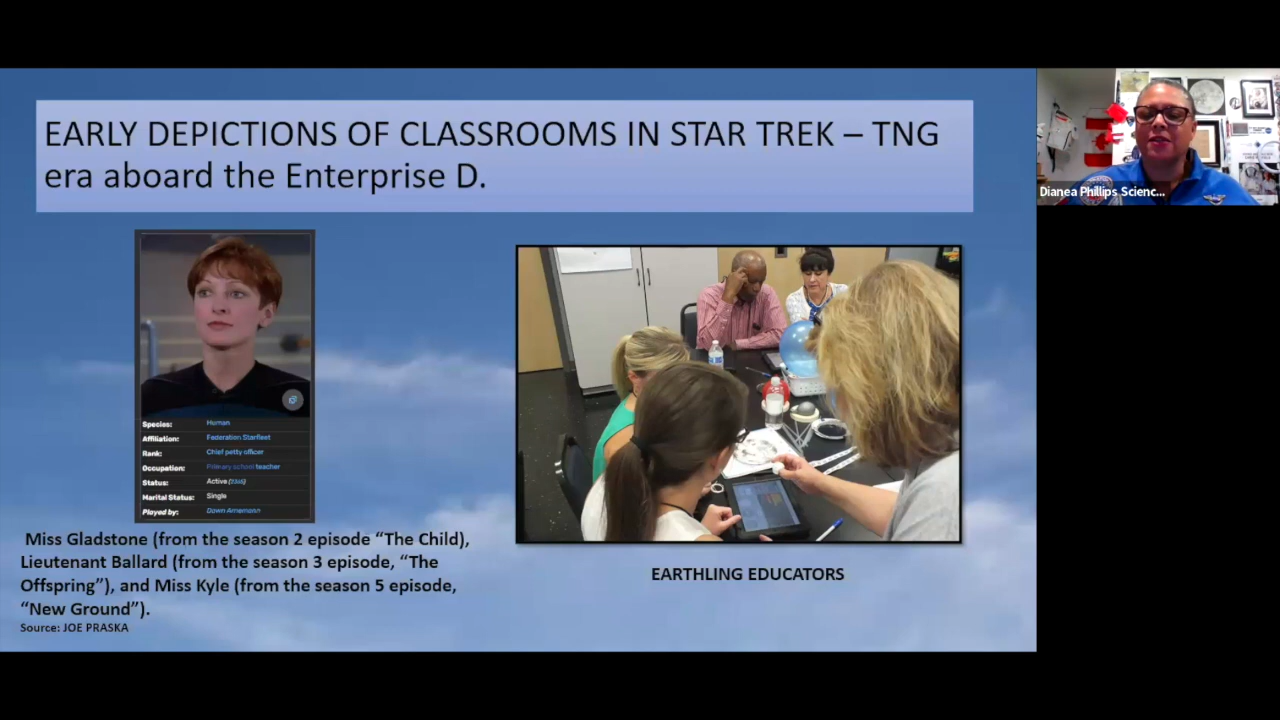 EARLY DEPICTIONS OF CLASSROOMS IN STAR TREK – TNG
era aboard the Enterprise D.
Dianea Phillips Scienc...
Species: Human
Affiliation: Federation Starfleet
Rank: Chief petty officer
Occupation: Primary school teacher
Status: Active
Marital Status: Single
Played by: Dawn Arnemann
Miss Gladstone (from the season 2 episode “The Child),
Lieutenant Ballard (from the season 3 episode, “The
Offspring”), and Miss Kyle (from the season 5 episode,
“New Ground”).
Source: JOE PRASKA
EARTHLING EDUCATORS